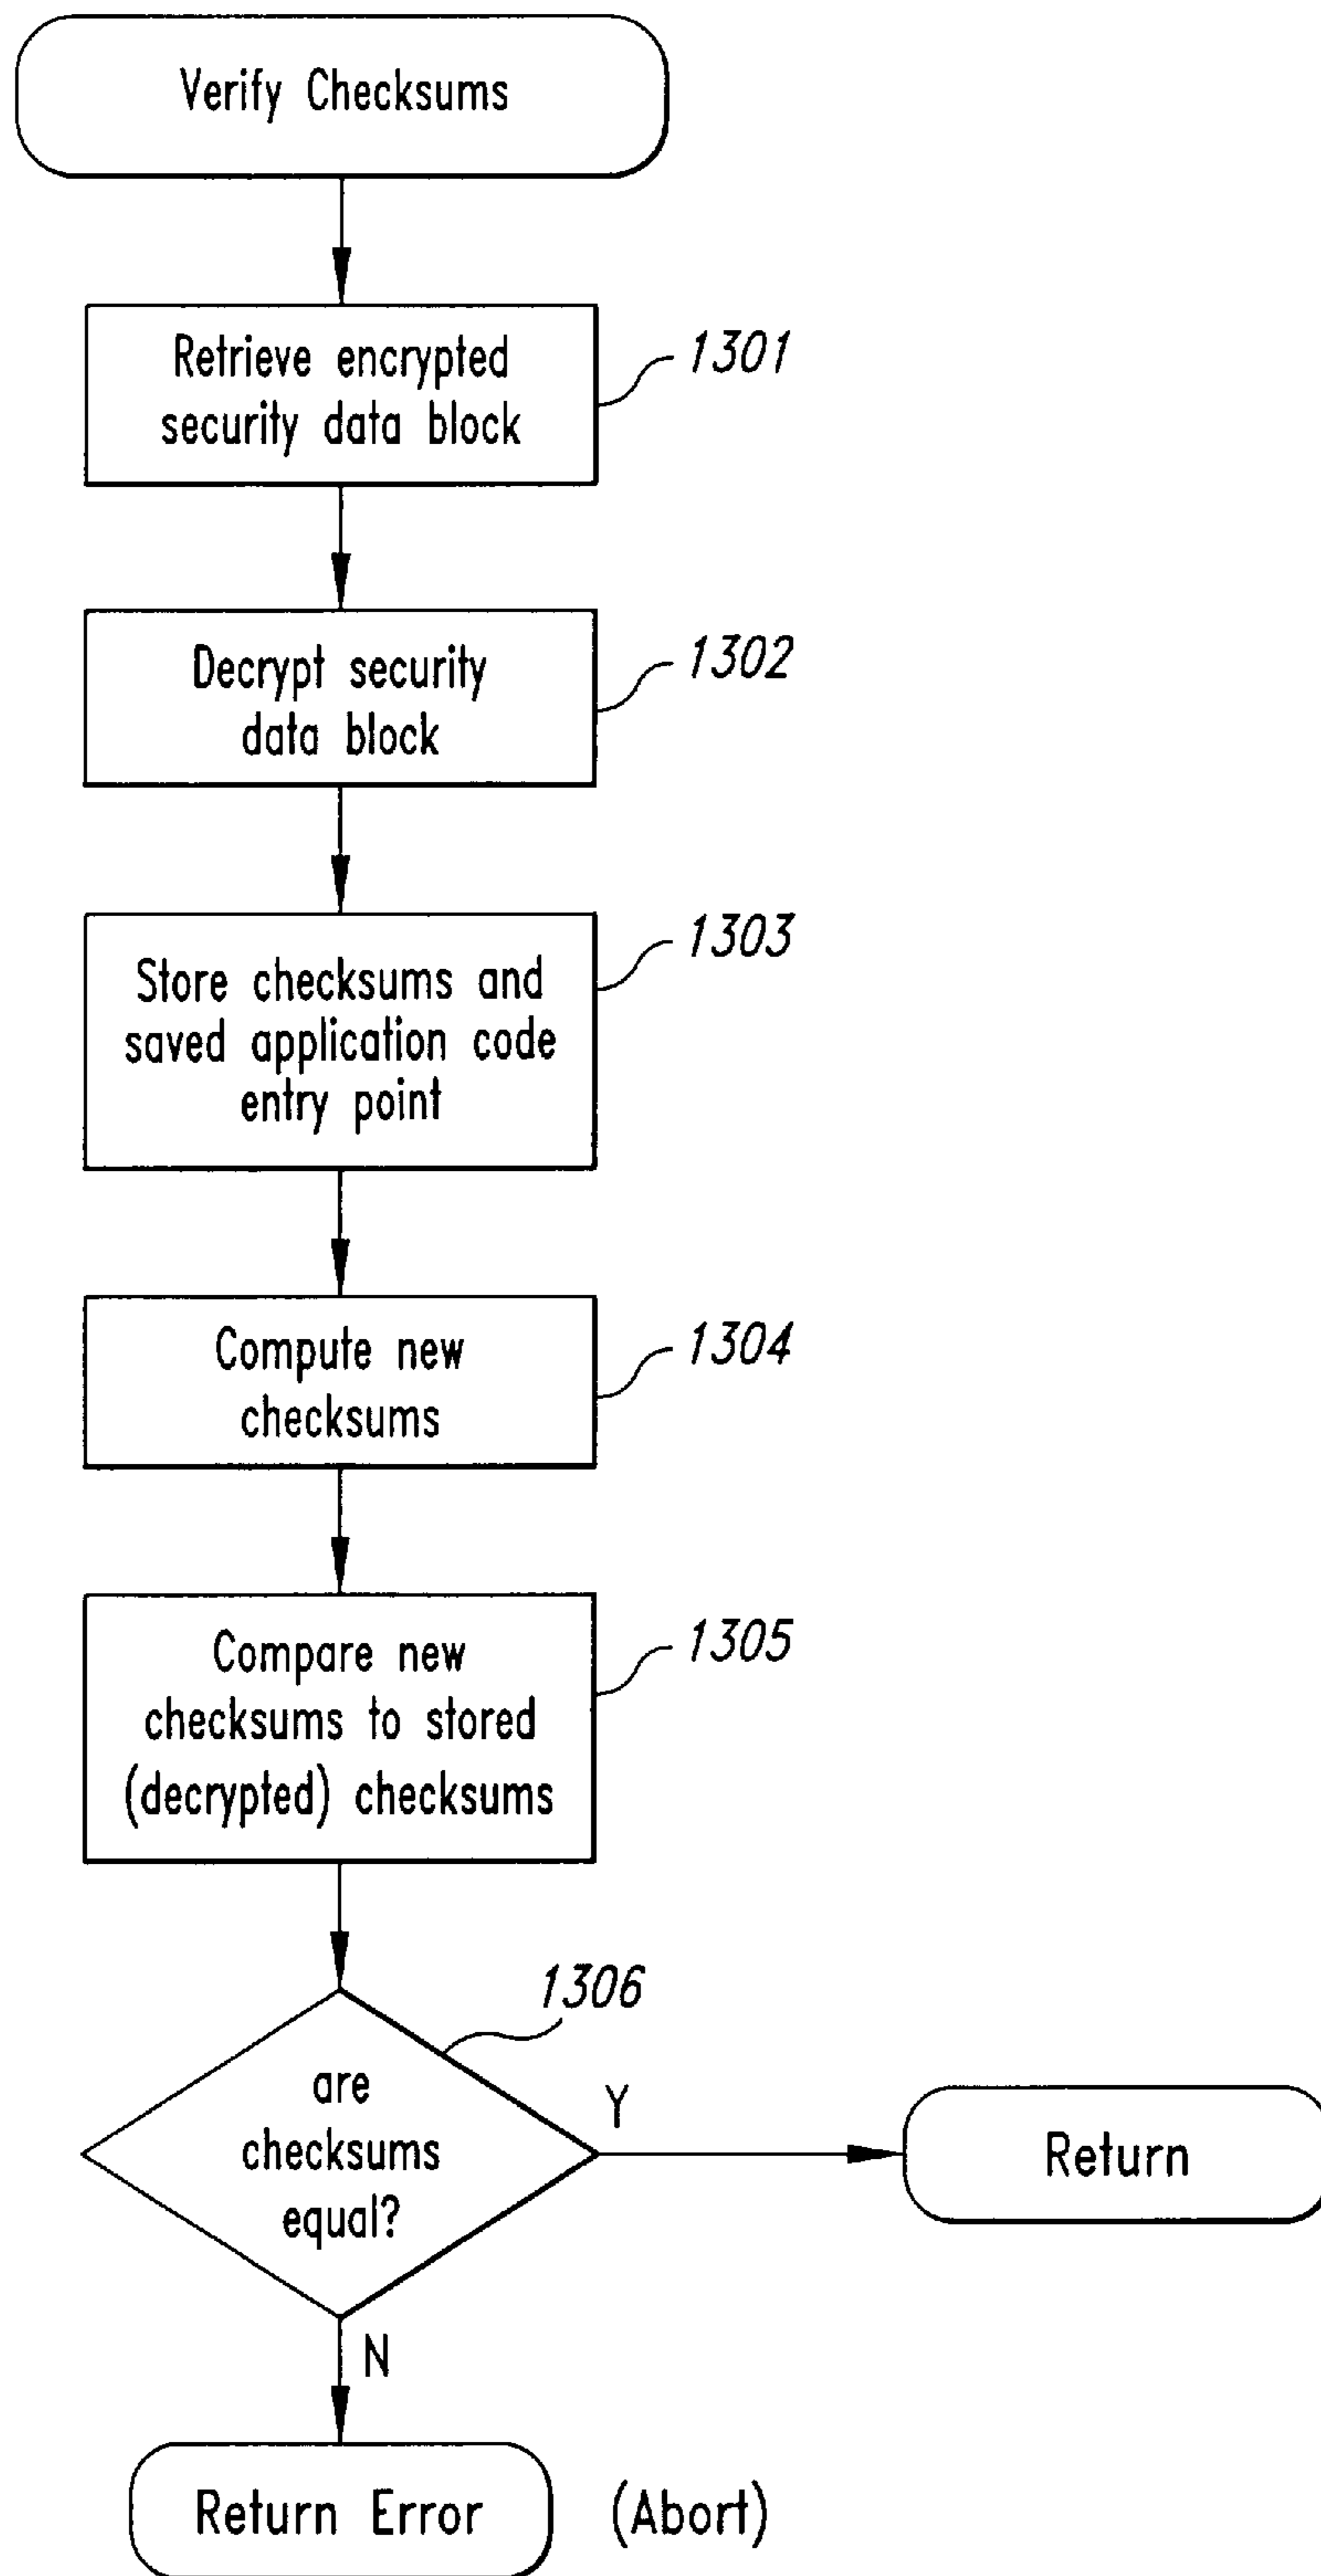 Verify Checksums
Retrieve encrypted
security data block
1301
Decrypt security
data block
1302
Store checksums and
saved application code
entry point
1303
Compute new
checksums
1304
Compare new
checksums to stored
(decrypted) checksums
1305
1306
are
checksums
equal?
Y
Return
N
Return Error
(Abort)